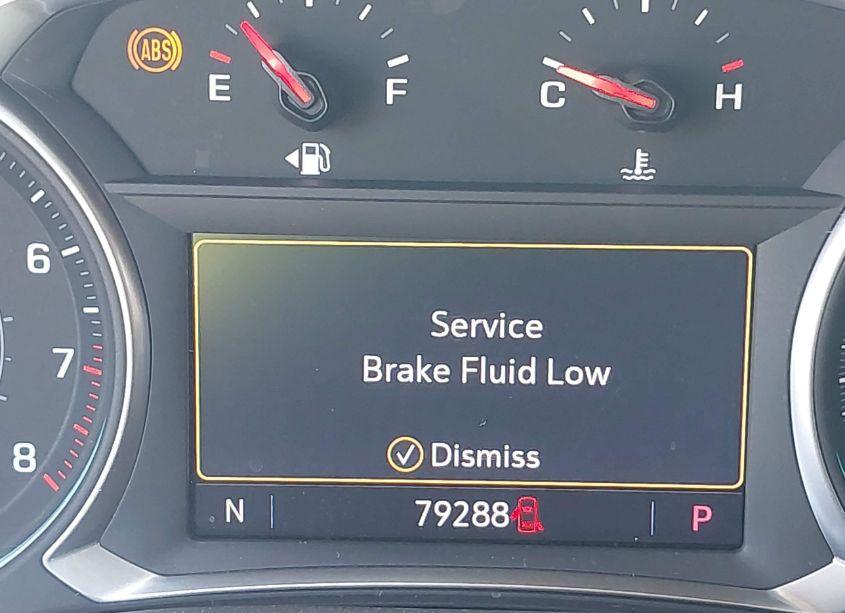 ABS
E
F
C
H
6
7
8
Service
Brake Fluid Low
Dismiss
N
79288
P